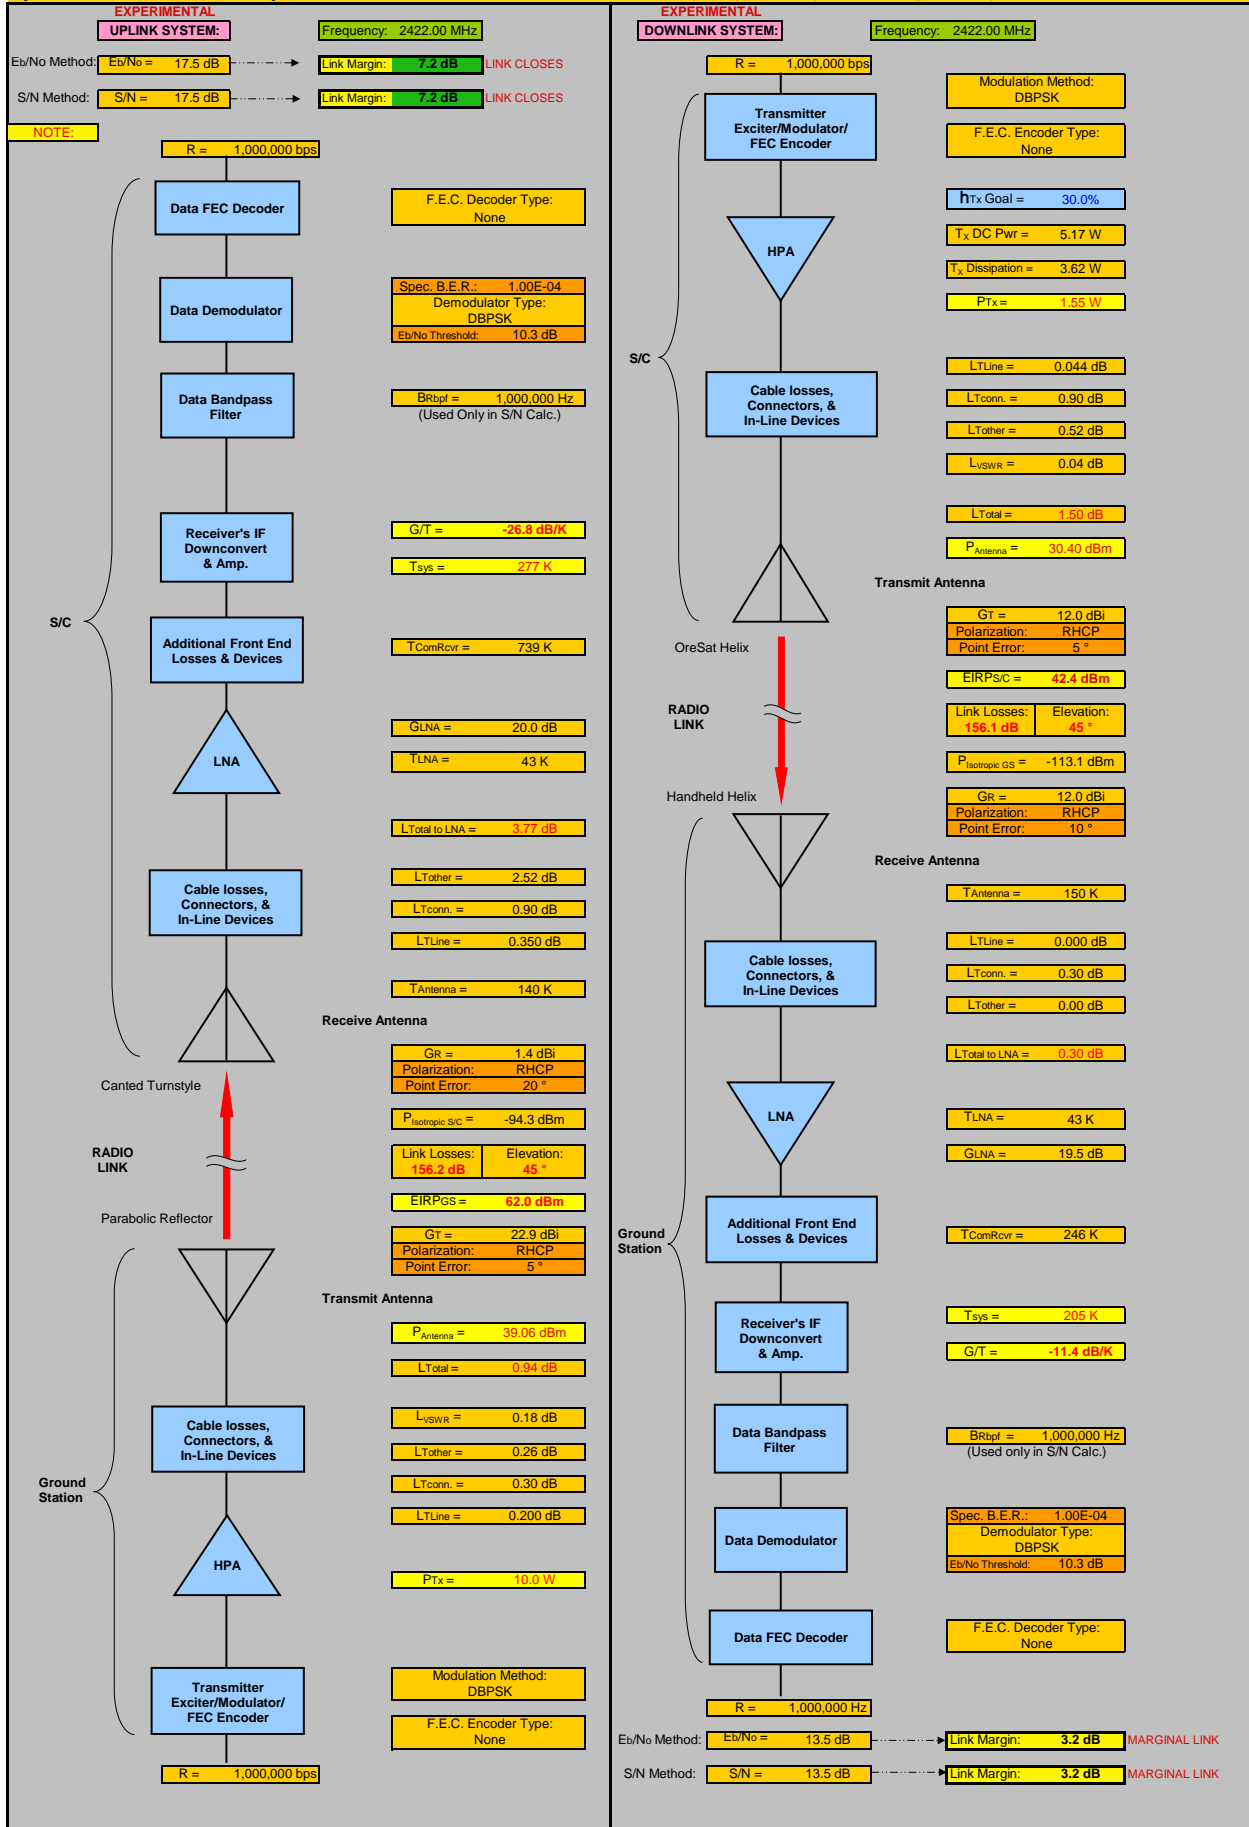 EXPERIMENTAL
UPLINK SYSTEM:
Frequency: 2422.00 MHz
Eb/No Method: Eb/No = 17.5 dB Link Margin: 7.2 dB LINK CLOSES
S/N Method: S/N = 17.5 dB Link Margin: 7.2 dB LINK CLOSES
NOTE:
R = 1,000,000 bps
Data FEC Decoder
F.E.C. Decoder Type:
None
Data Demodulator
Spec. B.E.R.: 1.00E-04
Demodulator Type:
DBPSK
Eb/No Threshold: 10.3 dB
Data Bandpass
Filter
BRbpf = 1,000,000 Hz
(Used Only in S/N Calc.)
Receiver's IF
Downconvert
& Amp.
G/T = -26.8 dB/K
Tsys = 277 K
S/C
Additional Front End
Losses & Devices
TComRcvr = 739 K
LNA
GLNA = 20.0 dB
TLNA = 43 K
LTotal to LNA = 3.77 dB
Cable losses,
Connectors, &
In-Line Devices
LTother = 2.52 dB
LTconn. = 0.90 dB
LTLine = 0.350 dB
TAntenna = 140 K
Receive Antenna
Canted Turnstyle
GR = 1.4 dBi
Polarization: RHCP
Point Error: 20 °
PIsotropic S/C = -94.3 dBm
RADIO
LINK
Link Losses: Elevation:
156.2 dB 45 °
EIRPGS = 62.0 dBm
Parabolic Reflector
GT = 22.9 dBi
Polarization: RHCP
Point Error: 5 °
Transmit Antenna
PAntenna = 39.06 dBm
LTotal = 0.94 dB
Cable losses,
Connectors, &
In-Line Devices
LVSWR = 0.18 dB
LTother = 0.26 dB
LTconn. = 0.30 dB
LTLine = 0.200 dB
Ground
Station
HPA
PTx = 10.0 W
Transmitter
Exciter/Modulator/
FEC Encoder
Modulation Method:
DBPSK
F.E.C. Encoder Type:
None
R = 1,000,000 bps
EXPERIMENTAL
DOWNLINK SYSTEM:
Frequency: 2422.00 MHz
R = 1,000,000 bps
Transmitter
Exciter/Modulator/
FEC Encoder
Modulation Method:
DBPSK
F.E.C. Encoder Type:
None
HPA
hTx Goal = 30.0%
TX DC Pwr = 5.17 W
TX Dissipation = 3.62 W
PTx = 1.55 W
S/C
Cable losses,
Connectors, &
In-Line Devices
LTLine = 0.044 dB
LTconn. = 0.90 dB
LTother = 0.52 dB
LVSWR = 0.04 dB
LTotal = 1.50 dB
PAntenna = 30.40 dBm
Transmit Antenna
OreSat Helix
GT = 12.0 dBi
Polarization: RHCP
Point Error: 5 °
EIRPS/C = 42.4 dBm
RADIO
LINK
Link Losses: Elevation:
156.1 dB 45 °
PIsotropic GS = -113.1 dBm
Handheld Helix
GR = 12.0 dBi
Polarization: RHCP
Point Error: 10 °
Receive Antenna
TAntenna = 150 K
Cable losses,
Connectors, &
In-Line Devices
LTLine = 0.000 dB
LTconn. = 0.30 dB
LTother = 0.00 dB
LTotal to LNA = 0.30 dB
LNA
TLNA = 43 K
GLNA = 19.5 dB
Ground
Station
Additional Front End
Losses & Devices
TComRcvr = 246 K
Receiver's IF
Downconvert
& Amp.
Tsys = 205 K
G/T = -11.4 dB/K
Data Bandpass
Filter
BRbpf = 1,000,000 Hz
(Used only in S/N Calc.)
Data Demodulator
Spec. B.E.R.: 1.00E-04
Demodulator Type:
DBPSK
Eb/No Threshold: 10.3 dB
Data FEC Decoder
F.E.C. Decoder Type:
None
R = 1,000,000 Hz
Eb/No Method: Eb/No = 13.5 dB Link Margin: 3.2 dB MARGINAL LINK
S/N Method: S/N = 13.5 dB Link Margin: 3.2 dB MARGINAL LINK